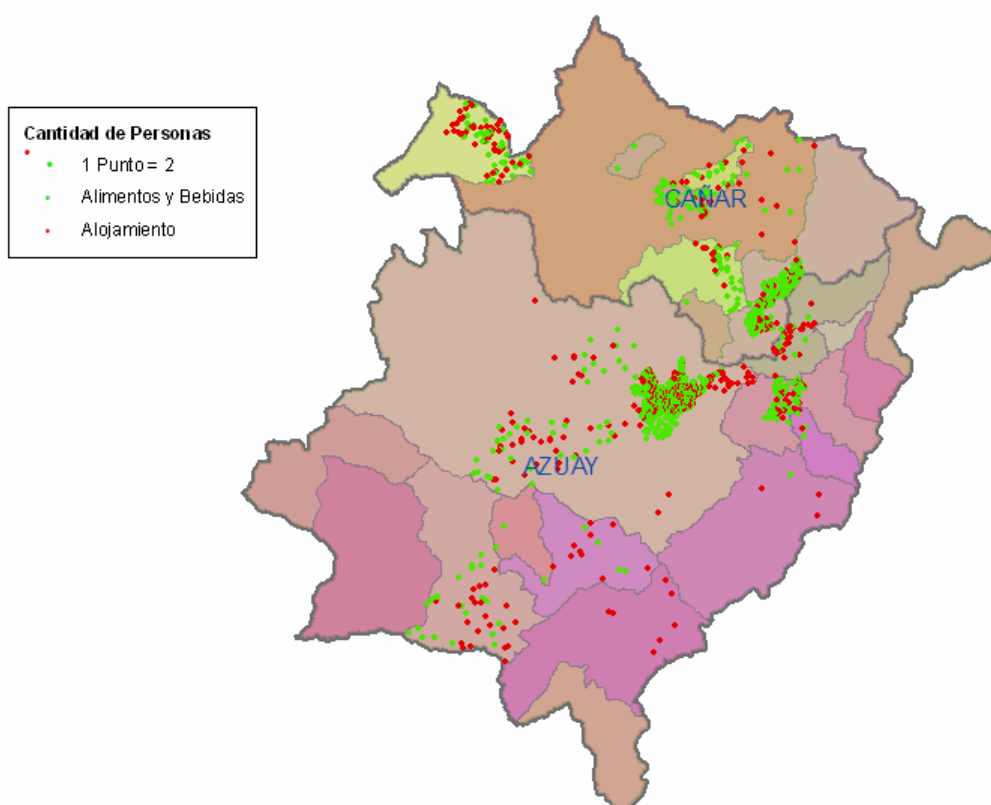 Cantidad de Personas
1 Punto = 2
Alimentos y Bebidas
Alojamiento
CAÑAR
AZUAY